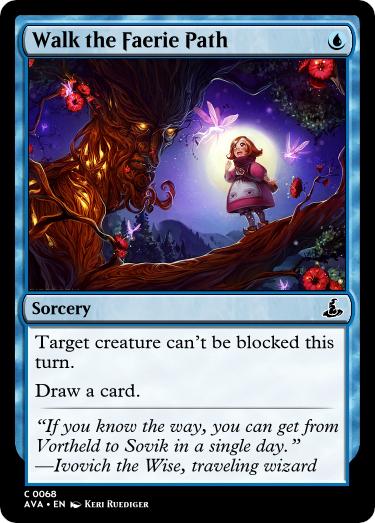 Walk the Faerie Path
Sorcery
Target creature can't be blocked this
turn.
Draw a card.
"If you know the way, you can get from
Vortheld to Sovik in a single day."
—Ivovich the Wise, traveling wizard
C 0068
AVA • EN Keri Ruediger